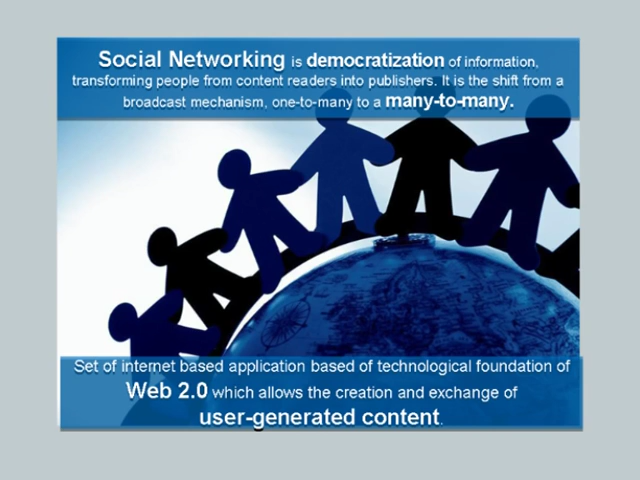 Social Networking is democratization of information,
transforming people from content readers into publishers. It is the shift from a
broadcast mechanism, one-to-many to a many-to-many.
Set of internet based application based of technological foundation of
Web 2.0 which allows the creation and exchange of
user-generated content.